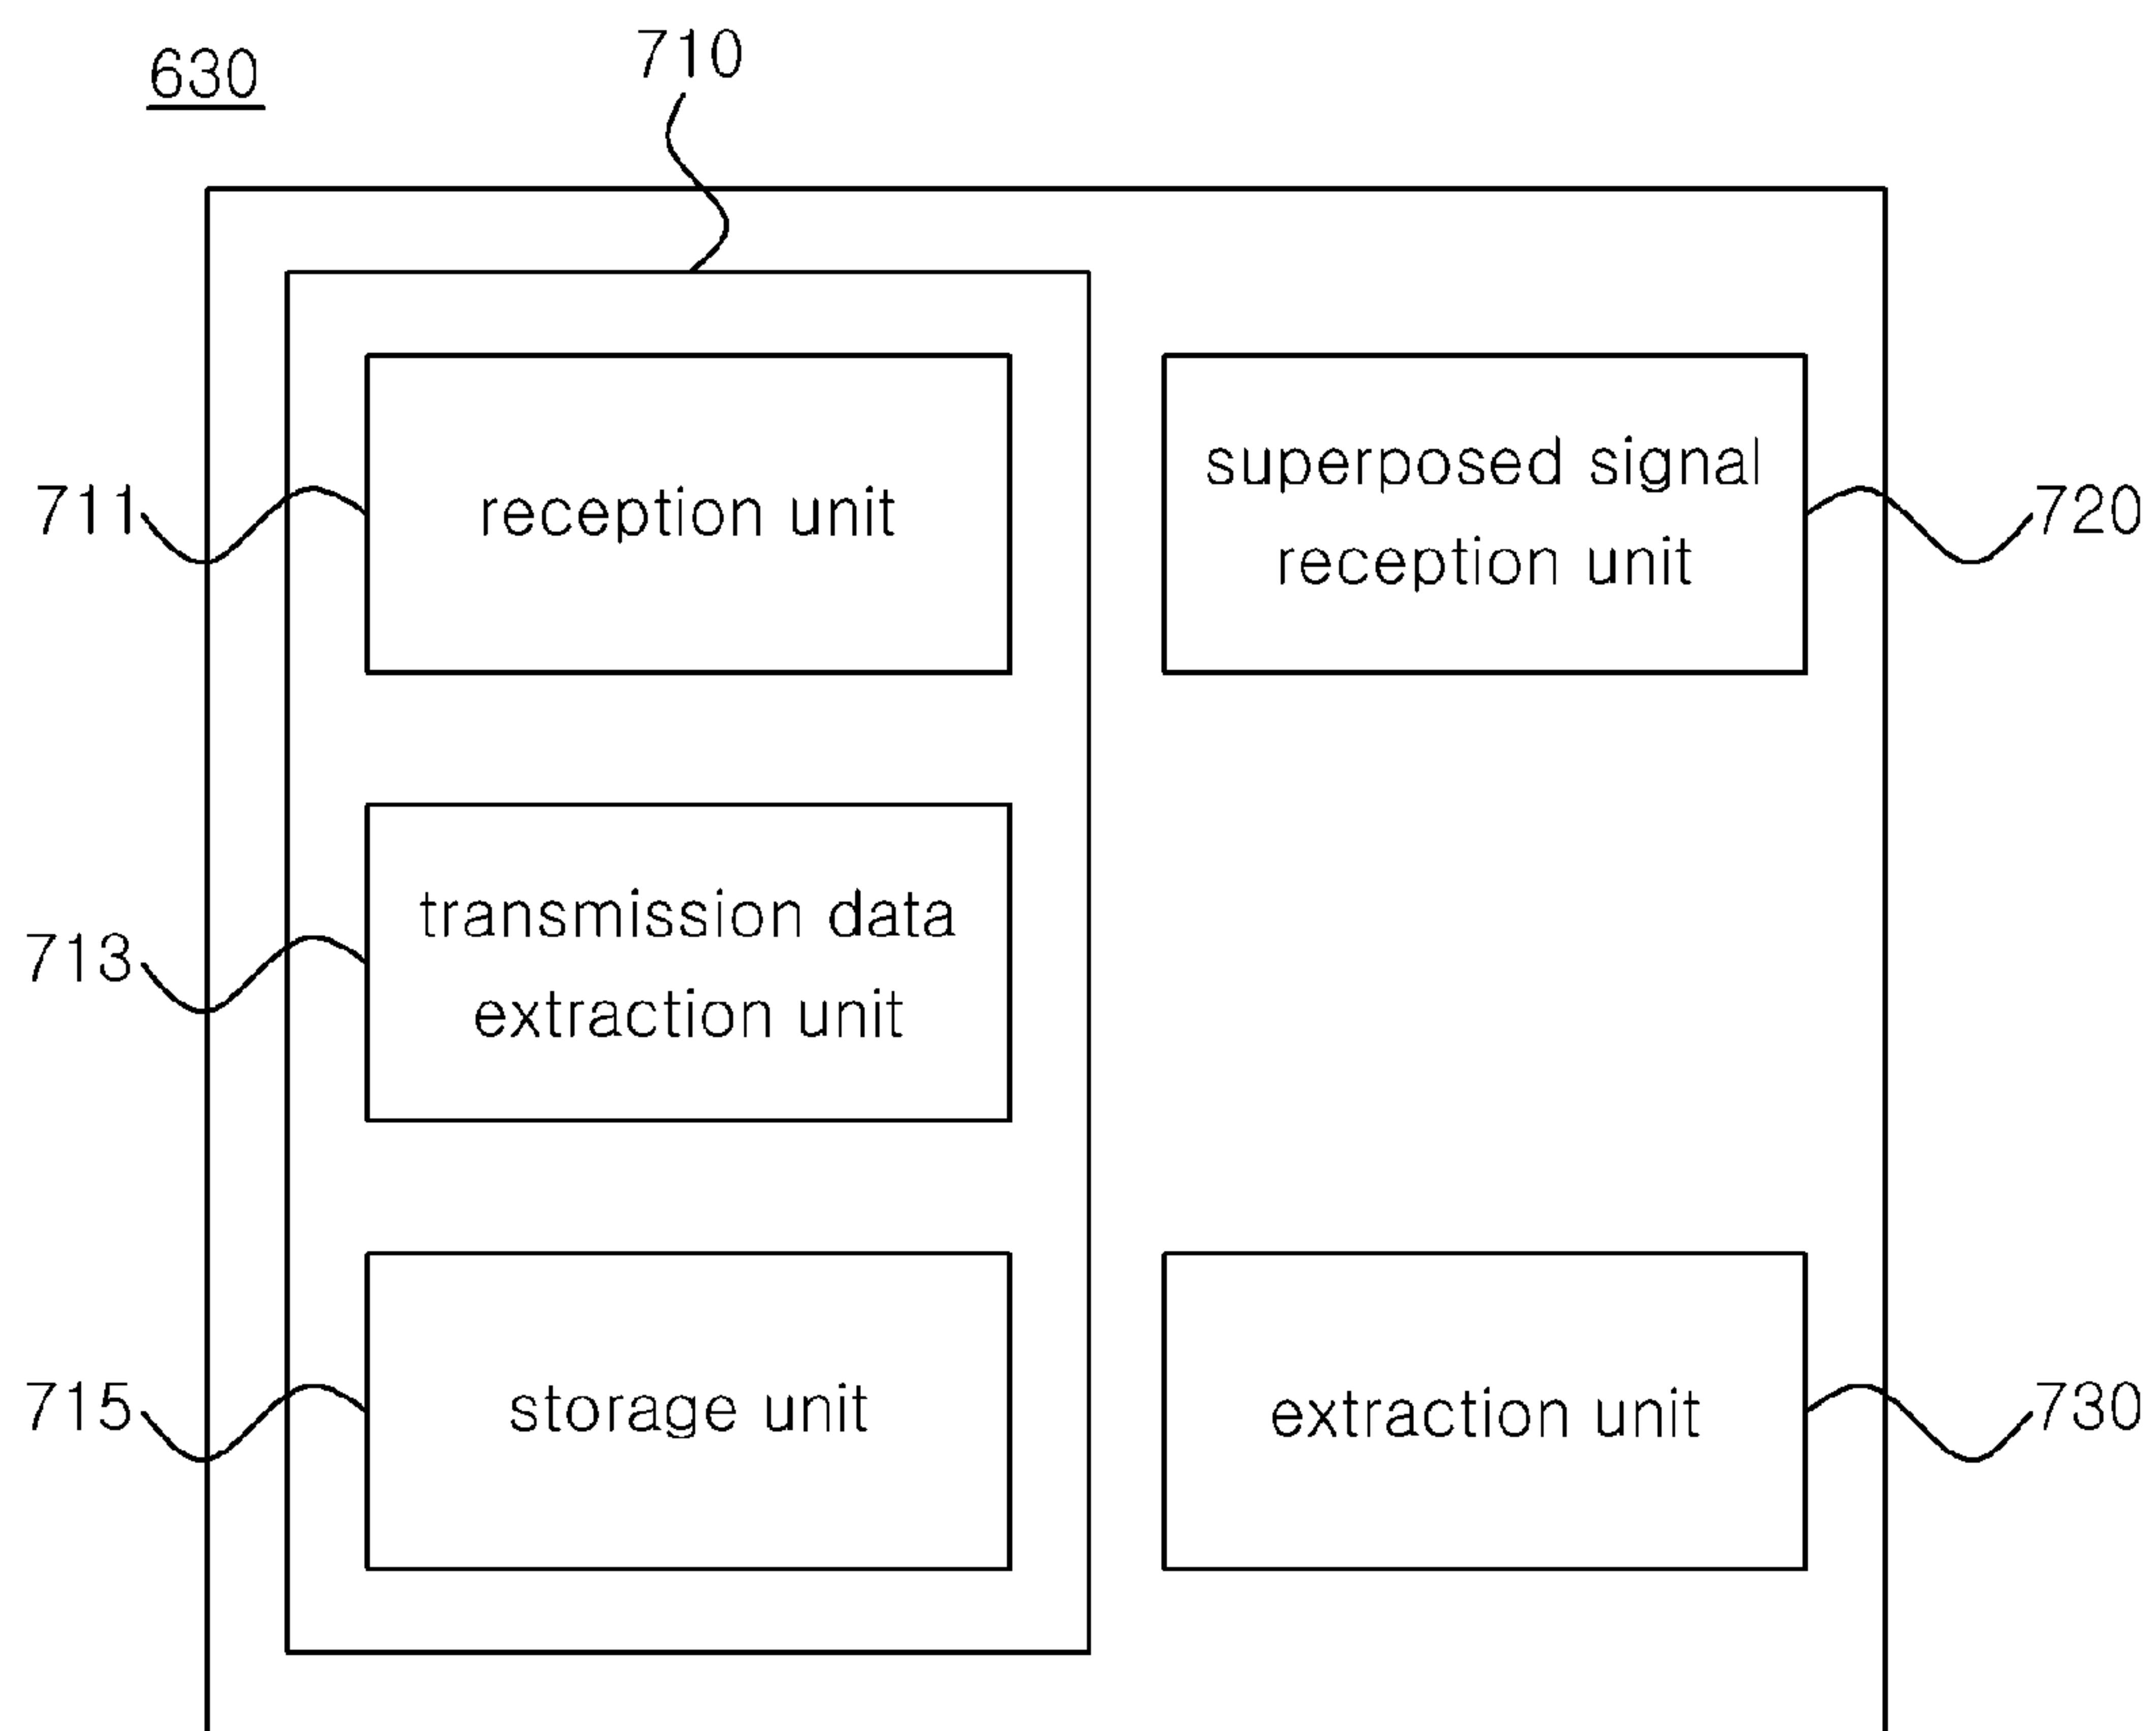 630
710
711
reception unit
superposed signal
reception unit
720
713
transmission data
extraction unit
715
storage unit
extraction unit
730